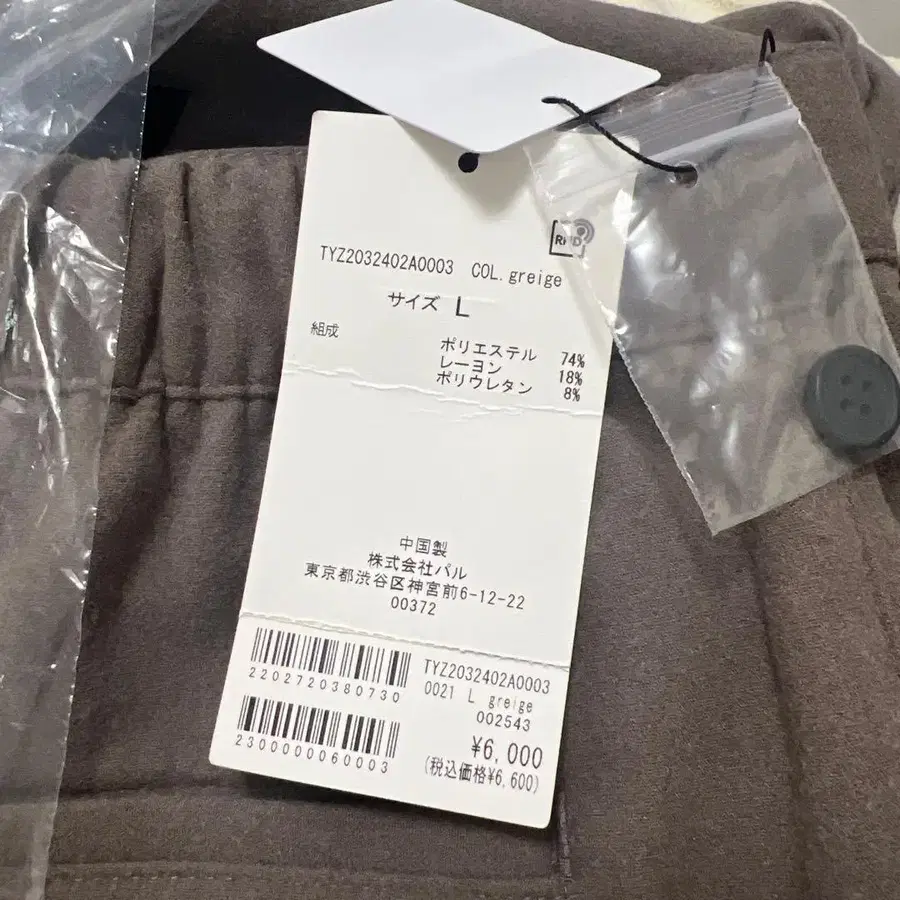 RFID
TYZ2032402A0003 COL.greige
サイズ L
組成
ポリエステル 74%
レーヨン 18%
ポリウレタン 8%
中国製
株式会社パル
東京都渋谷区神宮前6-12-22
00372
2202720380730
TYZ2032402A0003
0021 L greige
002543
2300000060003
¥6,000
(税込価格¥6,600)